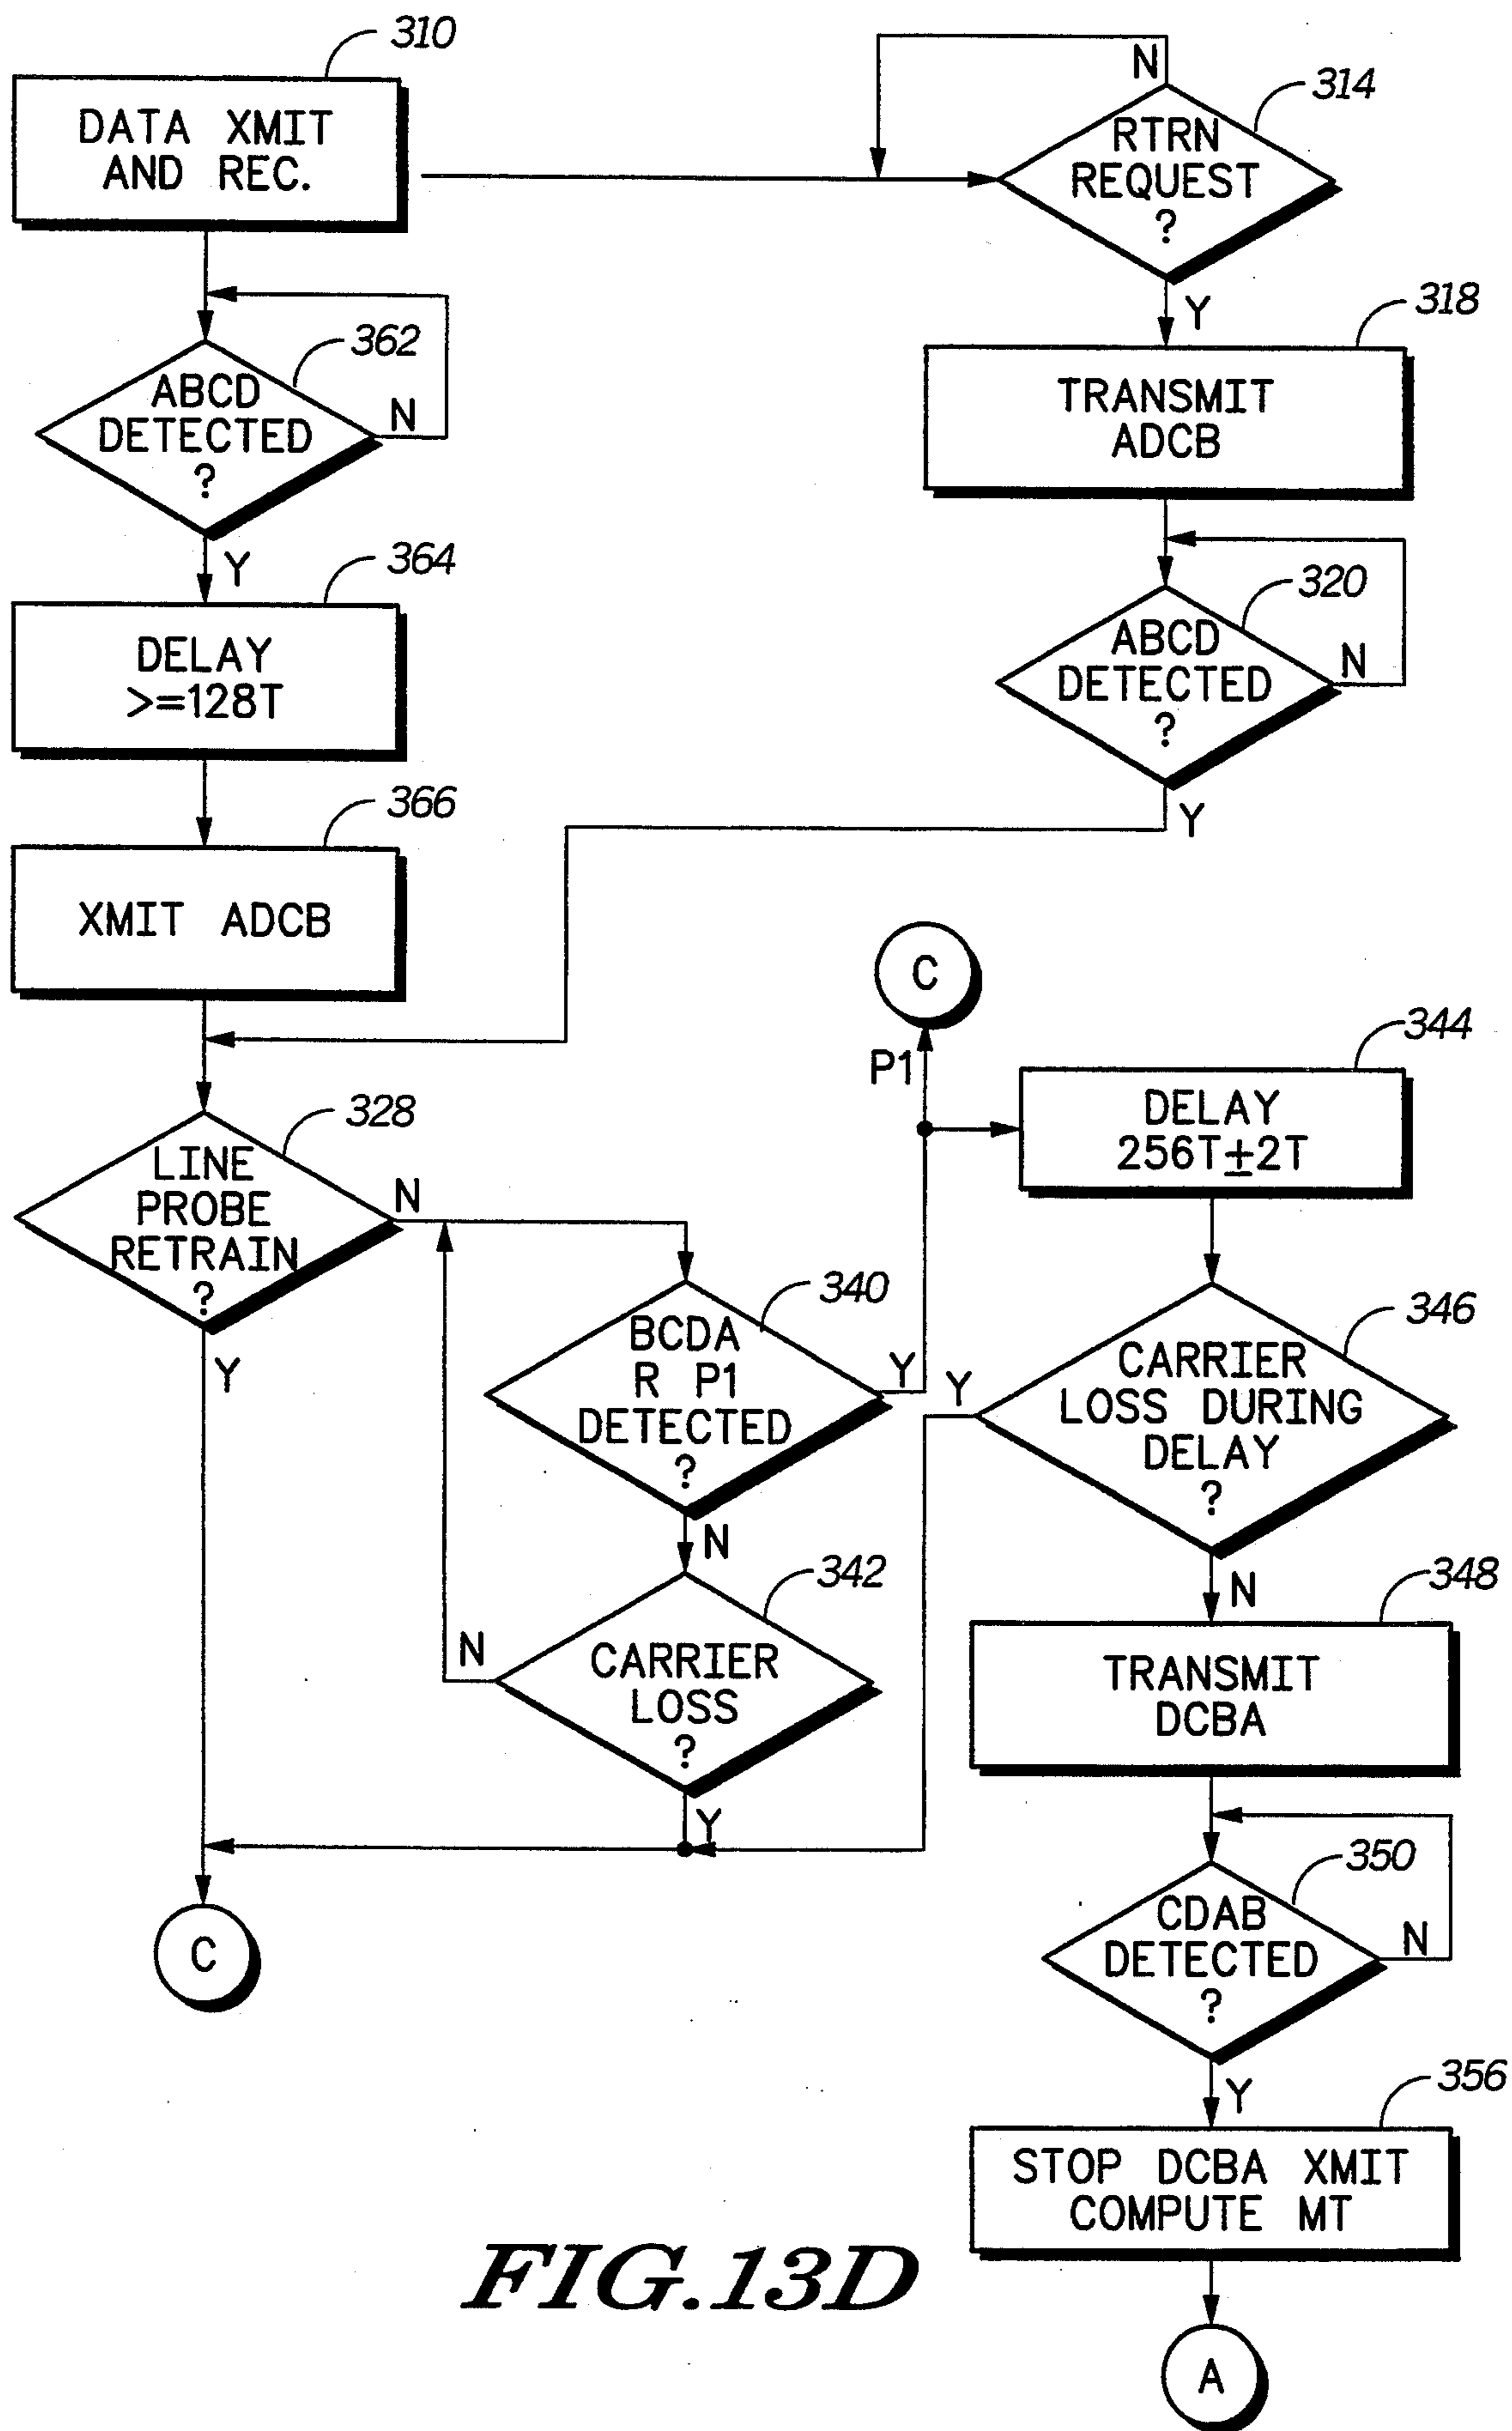 310
DATA XMIT
AND REC.
N
314
RTRN
REQUEST
?
Y
318
TRANSMIT
ADCB
362
ABCD
DETECTED
?
N
Y
364
DELAY
>=128T
320
ABCD
DETECTED
?
N
Y
366
XMIT ADCB
C
P1
344
DELAY
256T±2T
328
LINE
PROBE
RETRAIN
?
N
Y
340
BCDA
R P1
DETECTED
?
Y
N
346
CARRIER
LOSS DURING
DELAY
?
Y
N
342
CARRIER
LOSS
?
N
Y
348
TRANSMIT
DCBA
350
CDAB
DETECTED
?
N
Y
C
356
STOP DCBA XMIT
COMPUTE MT
A
FIG.13D